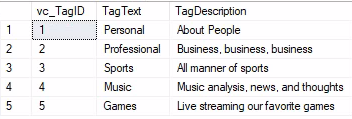 vc_TagID TagText TagDescription
1 1 Personal About People
2 2 Professional Business, business, business
3 3 Sports All manner of sports
4 4 Music Music analysis, news, and thoughts
5 5 Games Live streaming our favorite games